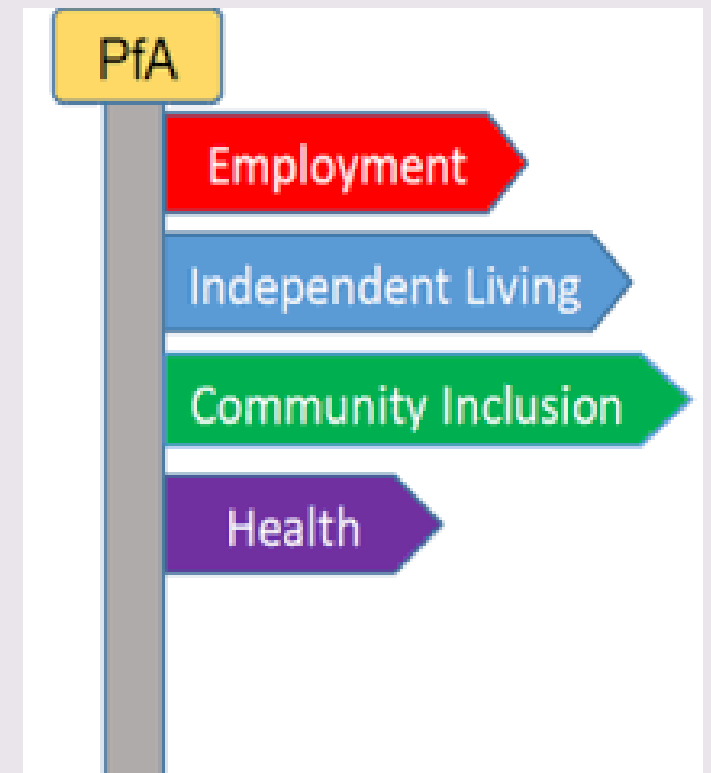 PfA
Employment
Independent Living
Community Inclusion
Health